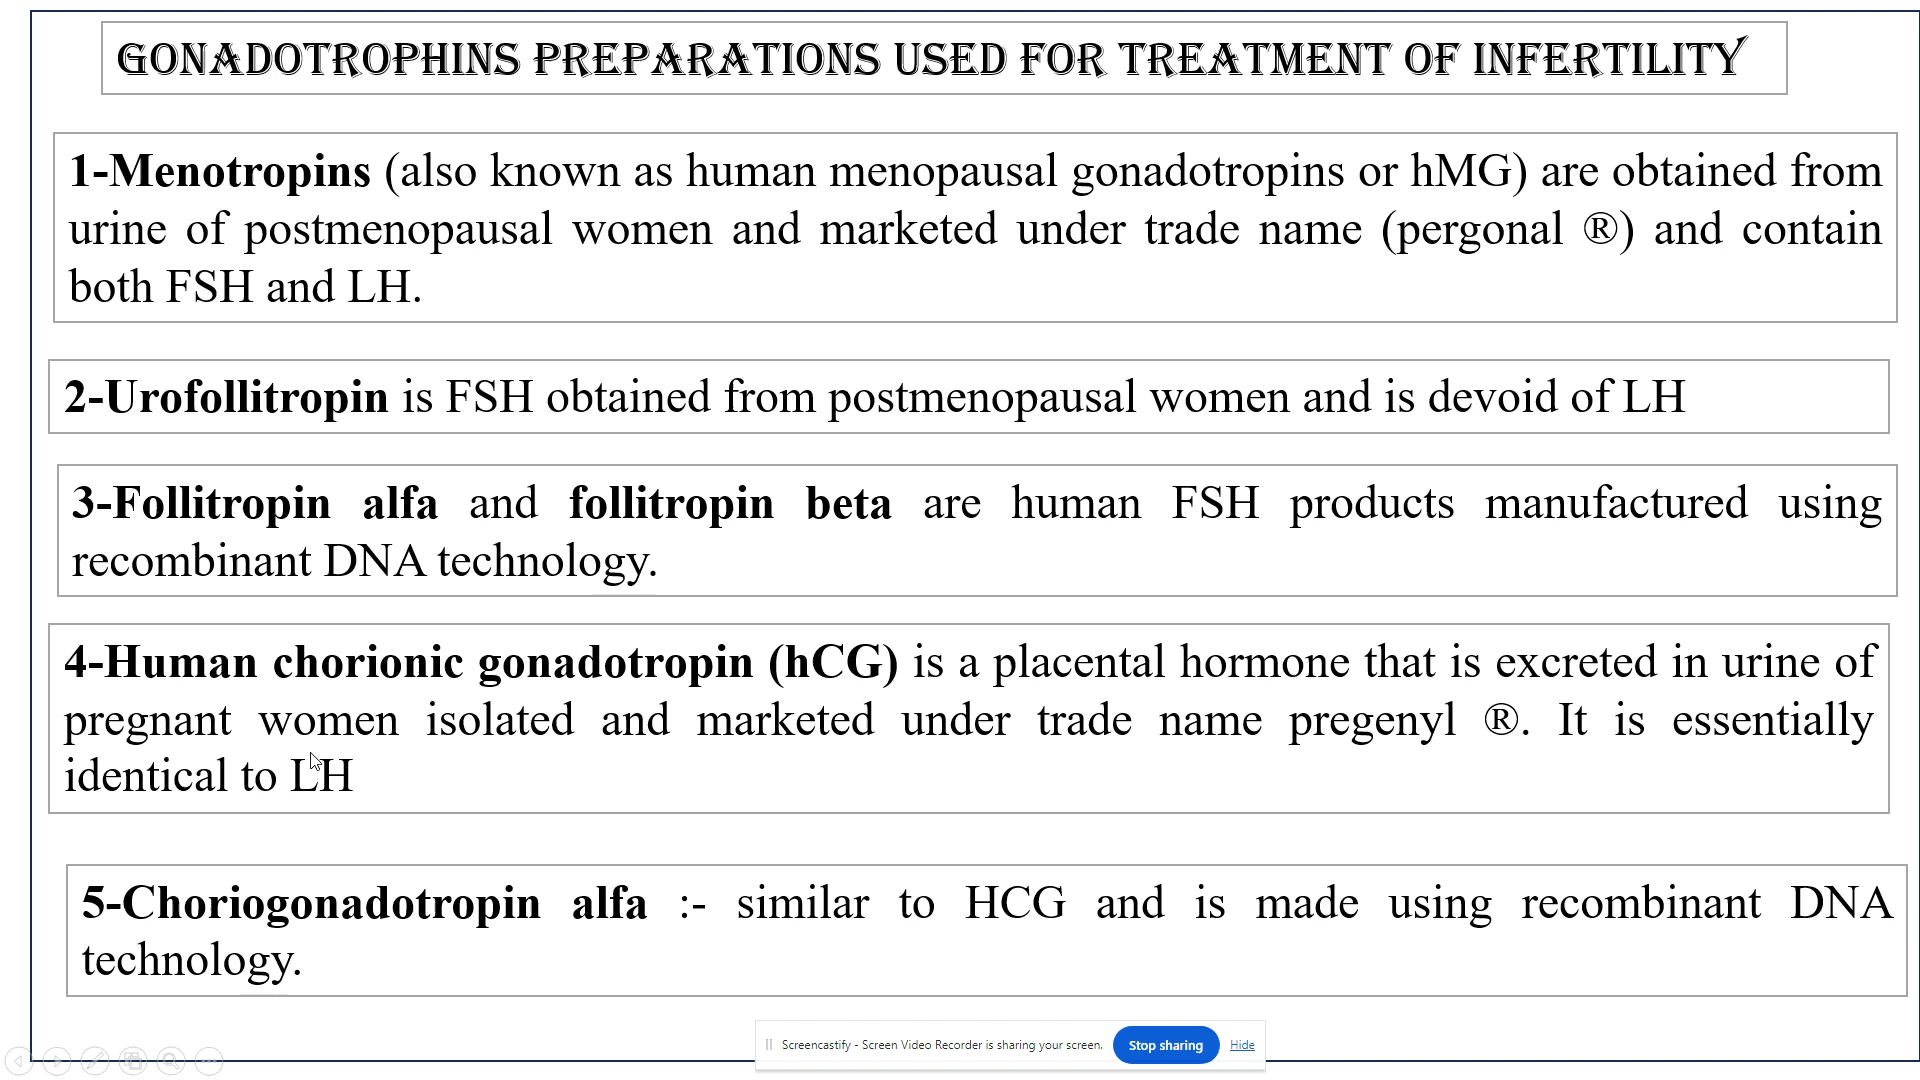 GONADOTROPHINS PREPARATIONS USED FOR TREATMENT OF INFERTILITY
1-Menotropins (also known as human menopausal gonadotropins or hMG) are obtained from
urine of postmenopausal women and marketed under trade name (pergonal ®) and contain
both FSH and LH.
2-Urofollitropin is FSH obtained from postmenopausal women and is devoid of LH
3-Follitropin alfa and follitropin beta are human FSH products manufactured using
recombinant DNA technology.
4-Human chorionic gonadotropin (hCG) is a placental hormone that is excreted in urine of
pregnant women isolated and marketed under trade name pregenyl ®. It is essentially
identical to LH
5-Choriogonadotropin alfa :- similar to HCG and is made using recombinant DNA
technology.
Screencastify - Screen Video Recorder is sharing your screen. Stop sharing Hide